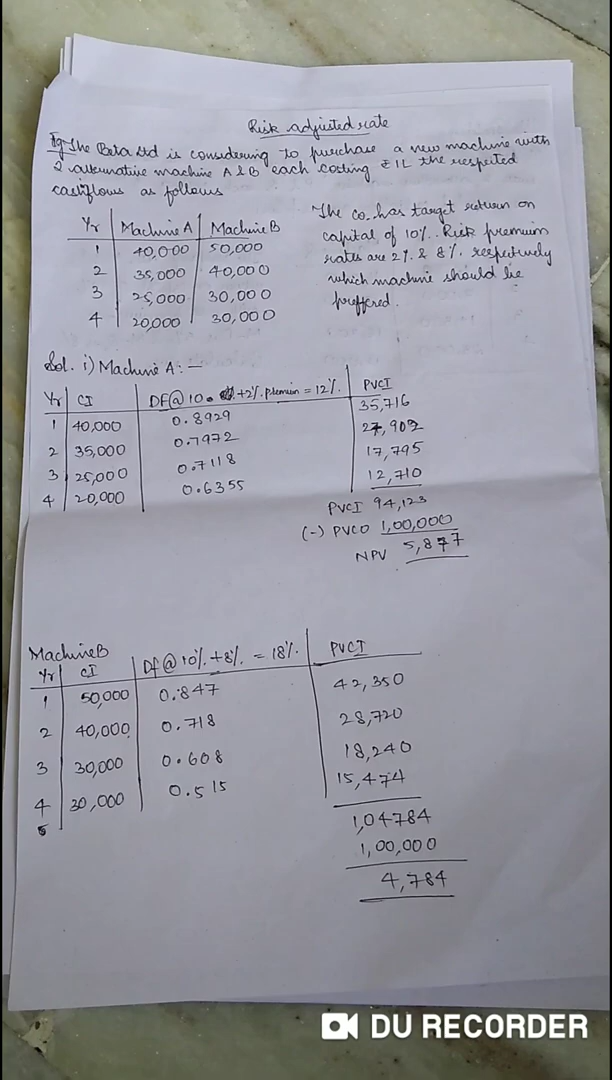 Risk adjusted rate
Eg The Beta Ltd is considering to purchase a new machine with
2 alternative machine A & B each costing ₹ 1L the respected
cashflows as follows
Yr Machine A Machine B
1 40,000 50,000
2 35,000 40,000
3 25,000 30,000
4 20,000 30,000
The co. has target return on
capital of 10%. Risk premium
rates are 2% & 8% respectively
which machine should be
preffered.
Sol. i) Machine A :-
Yr CI DF@ 10% +2% Premium = 12% PVCI
1 40,000 0.8929 35,716
2 35,000 0.7972 27,902
3 25,000 0.7118 17,795
4 20,000 0.6355 12,710
PVCI 94,123
(-) PVCO 1,00,000
NPV 5,877
Machine B
Yr CI Df @ 10% + 8% = 18% PVCI
1 50,000 0.847 42,350
2 40,000 0.718 28,720
3 30,000 0.608 18,240
4 30,000 0.515 15,474
5
1,04784
1,00,000
4,784
DU RECORDER